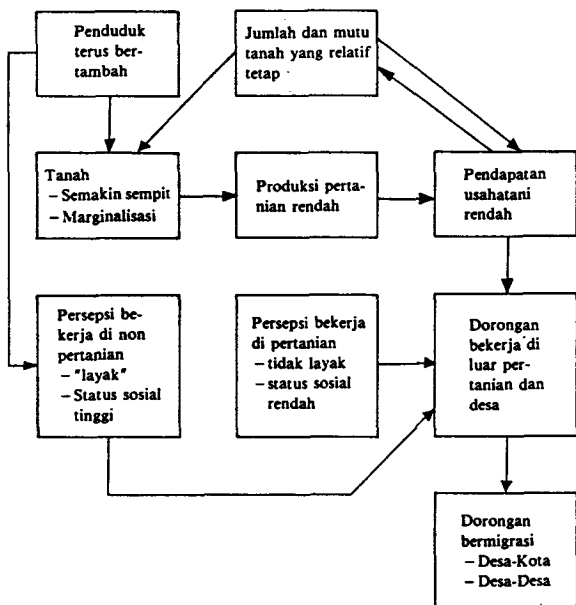 Penduduk
terus ber-
tambah
Jumlah dan mutu
tanah yang relatif
tetap
Tanah
– Semakin sempit
– Marginalisasi
Produksi perta-
nian rendah
Pendapatan
usahatani
rendah
Persepsi be-
kerja di non
pertanian
– "layak"
– Status sosial
tinggi
Persepsi bekerja
di pertanian
– tidak layak
– status sosial
rendah
Dorongan
bekerja di
luar per-
tanian dan
desa
Dorongan
bermigrasi
– Desa-Kota
– Desa-Desa